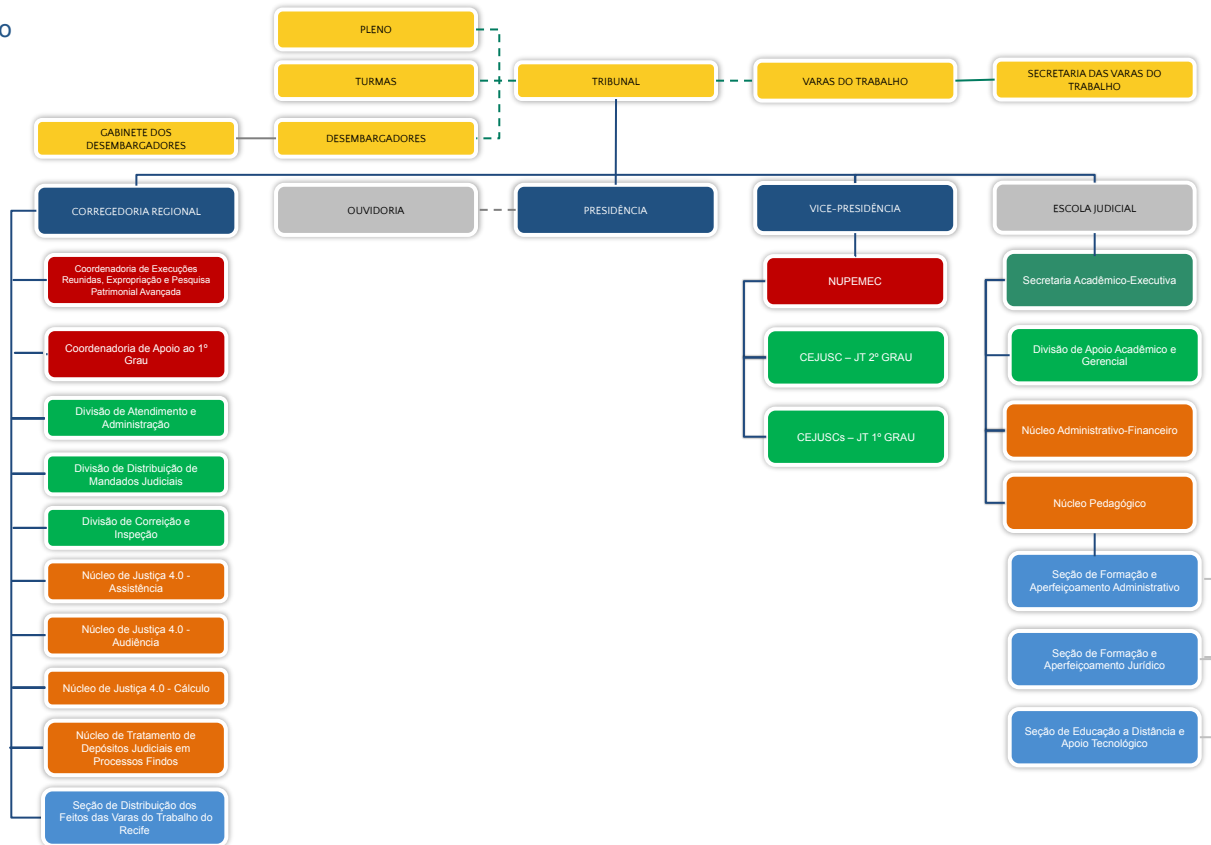 O
PLENO
TURMAS
TRIBUNAL
VARAS DO TRABALHO
SECRETARIA DAS VARAS DO
TRABALHO
GABINETE DOS
DESEMBARGADORES
DESEMBARGADORES
CORREGEDORIA REGIONAL
OUVIDORIA
PRESIDÊNCIA
VICE-PRESIDÊNCIA
ESCOLA JUDICIAL
Coordenadoria de Execuções
Reunidas, Expropriação e Pesquisa
Patrimonial Avançada
Coordenadoria de Apoio ao 1º
Grau
Divisão de Atendimento e
Administração
Divisão de Distribuição de
Mandados Judiciais
Divisão de Correição e
Inspeção
Núcleo de Justiça 4.0 -
Assistência
Núcleo de Justiça 4.0 -
Audiência
Núcleo de Justiça 4.0 - Cálculo
Núcleo de Tratamento de
Depósitos Judiciais em
Processos Findos
Seção de Distribuição dos
Feitos das Varas do Trabalho do
Recife
NUPEMEC
CEJUSC – JT 2º GRAU
CEJUSCs – JT 1º GRAU
Secretaria Acadêmico-Executiva
Divisão de Apoio Acadêmico e
Gerencial
Núcleo Administrativo-Financeiro
Núcleo Pedagógico
Seção de Formação e
Aperfeiçoamento Administrativo
Seção de Formação e
Aperfeiçoamento Jurídico
Seção de Educação a Distância e
Apoio Tecnológico